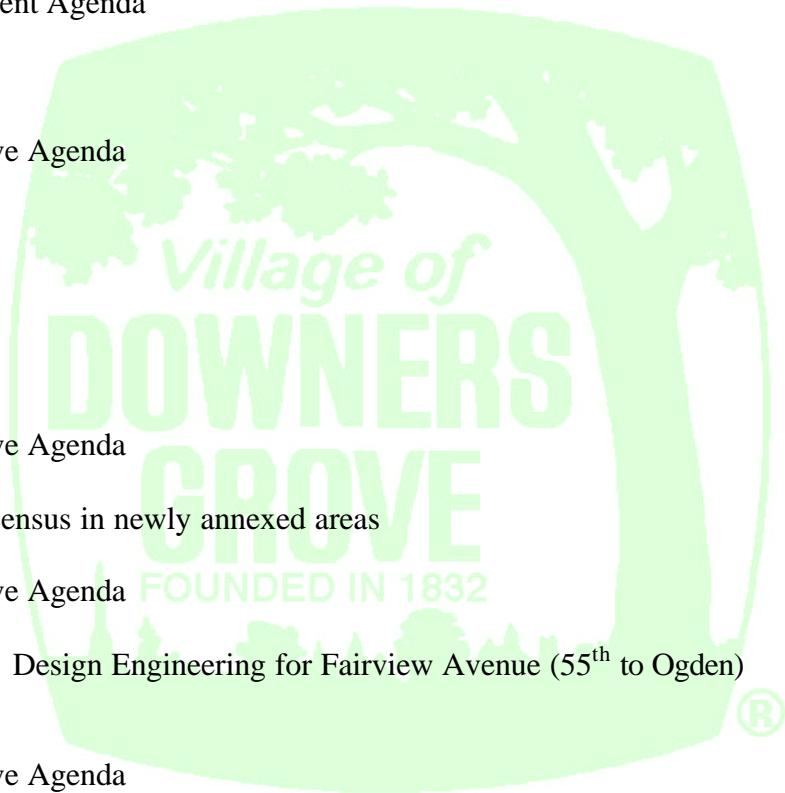 ent Agenda
ve Agenda
Village of
DOWNERS
ve Agenda
GROVE
ensus in newly annexed areas
ve Agenda
FOUNDED IN 1832
Design Engineering for Fairview Avenue (55th to Ogden)
®
ve Agenda